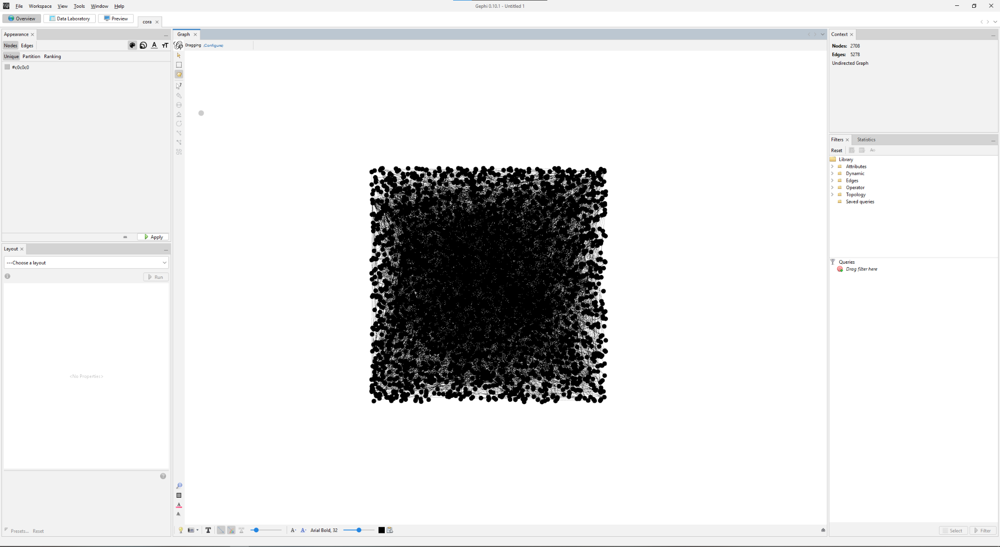 File Workspace View Tools Window Help
Gephi 0.10.1 - Untitled 1
Overview Data Laboratory Preview
cora
Appearance
Nodes Edges
Unique Partition Ranking
#c0c0c0
Apply
Layout
---Choose a layout
Run
<No Properties>
Presets... Reset
Graph
Dragging (Configure)
Arial Bold, 32
Context
Nodes: 2708
Edges: 5278
Undirected Graph
Filters Statistics
Reset
Library
Attributes
Dynamic
Edges
Operator
Topology
Saved queries
Queries
Drag filter here
Select Filter